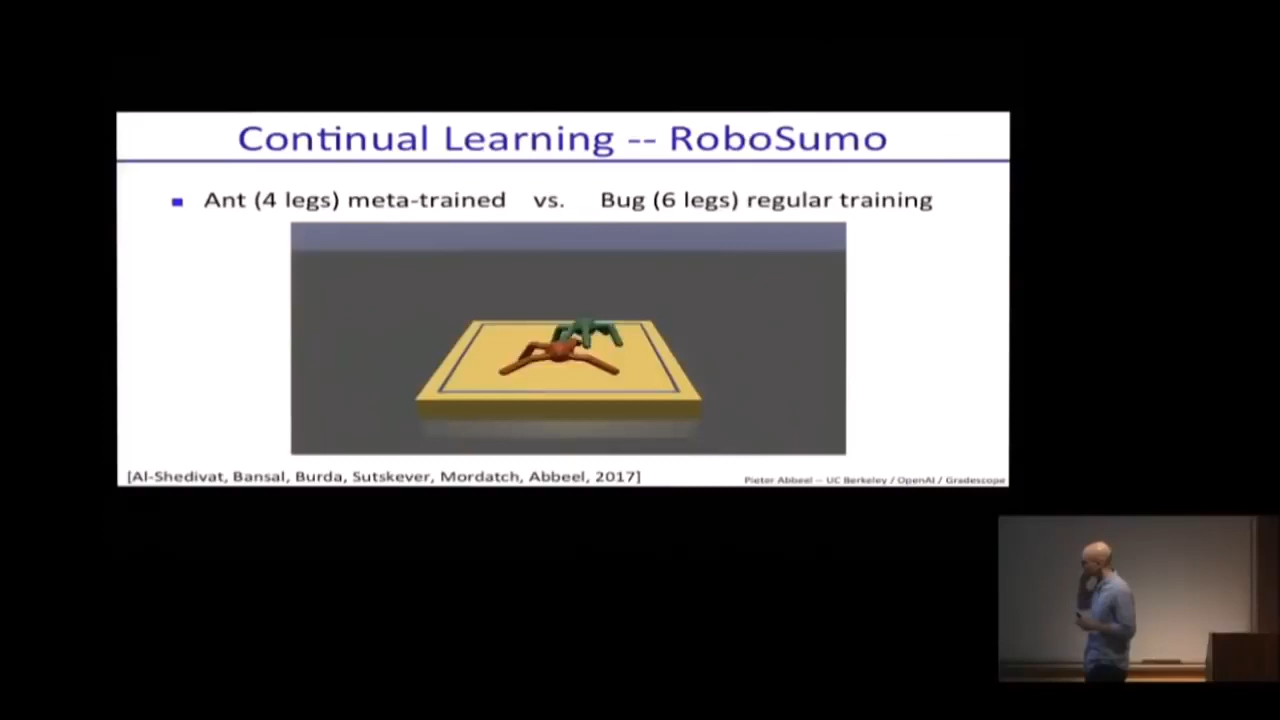 Continual Learning -- RoboSumo
Ant (4 legs) meta-trained vs. Bug (6 legs) regular training
[Al-Shedivat, Bansal, Burda, Sutskever, Mordatch, Abbeel, 2017]
Pieter Abbeel -- UC Berkeley / OpenAI / Gradescope